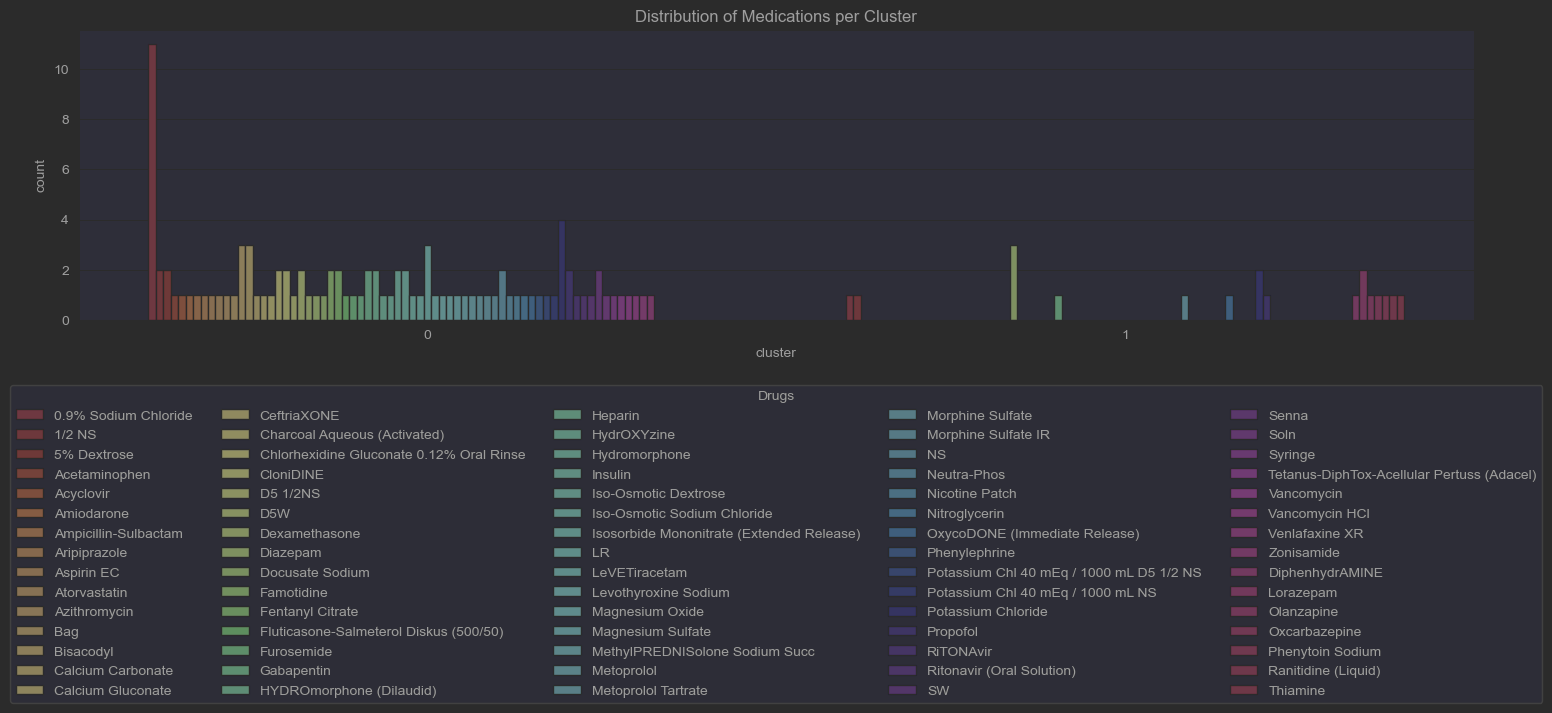 Distribution of Medications per Cluster
count
10
8
6
4
2
0
0
1
cluster
Drugs
0.9% Sodium Chloride
1/2 NS
5% Dextrose
Acetaminophen
Acyclovir
Amiodarone
Ampicillin-Sulbactam
Aripiprazole
Aspirin EC
Atorvastatin
Azithromycin
Bag
Bisacodyl
Calcium Carbonate
Calcium Gluconate
CeftriaXONE
Charcoal Aqueous (Activated)
Chlorhexidine Gluconate 0.12% Oral Rinse
CloniDINE
D5 1/2NS
D5W
Dexamethasone
Diazepam
Docusate Sodium
Famotidine
Fentanyl Citrate
Fluticasone-Salmeterol Diskus (500/50)
Furosemide
Gabapentin
HYDROmorphone (Dilaudid)
Heparin
HydrOXYzine
Hydromorphone
Insulin
Iso-Osmotic Dextrose
Iso-Osmotic Sodium Chloride
Isosorbide Mononitrate (Extended Release)
LR
LeVETiracetam
Levothyroxine Sodium
Magnesium Oxide
Magnesium Sulfate
MethylPREDNISolone Sodium Succ
Metoprolol
Metoprolol Tartrate
Morphine Sulfate
Morphine Sulfate IR
NS
Neutra-Phos
Nicotine Patch
Nitroglycerin
OxycoDONE (Immediate Release)
Phenylephrine
Potassium Chl 40 mEq / 1000 mL D5 1/2 NS
Potassium Chl 40 mEq / 1000 mL NS
Potassium Chloride
Propofol
RiTONAvir
Ritonavir (Oral Solution)
SW
Senna
Soln
Syringe
Tetanus-DiphTox-Acellular Pertuss (Adacel)
Vancomycin
Vancomycin HCl
Venlafaxine XR
Zonisamide
DiphenhydrAMINE
Lorazepam
Olanzapine
Oxcarbazepine
Phenytoin Sodium
Ranitidine (Liquid)
Thiamine